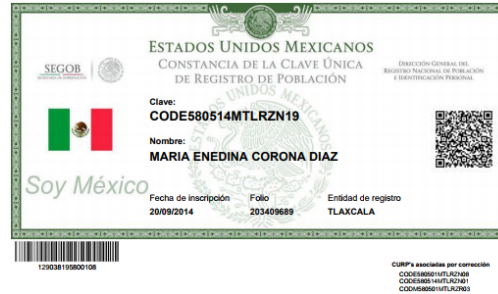 ESTADOS UNIDOS MEXICANOS
CONSTANCIA DE LA CLAVE ÚNICA
DE REGISTRO DE POBLACIÓN
SEGOB
DIRECCIÓN GENERAL DEL
REGISTRO NACIONAL DE POBLACIÓN
E IDENTIFICACIÓN PERSONAL
Clave:
CODE580514MTLRZN19
Nombre:
MARIA ENEDINA CORONA DIAZ
Soy México
Fecha de inscripción Folio Entidad de registro
20/09/2014 203409689 TLAXCALA
129038195800108
CURP's asociadas por corrección
CODE580501MTLRZN08
CODE580514MTLRZN01
CODM580501MTLRZR03